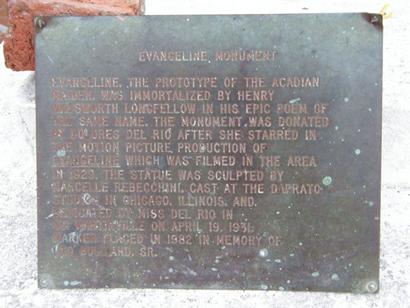 EVANGELINE MONUMENT
EVANGELINE, THE PROTOTYPE OF THE ACADIAN
MAIDEN, WAS IMMORTALIZED BY HENRY
WADSWORTH LONGFELLOW IN HIS EPIC POEM OF
THE SAME NAME. THE MONUMENT WAS DONATED
BY DOLORES DEL RIO AFTER SHE STARRED IN
THE MOTION PICTURE PRODUCTION OF
EVANGELINE WHICH WAS FILMED IN THE AREA
IN 1929. THE STATUE WAS SCULPTED BY
MARCELLE REBECCHINI, CAST AT THE DAPRATO
STUDIOS IN CHICAGO, ILLINOIS, AND,
DEDICATED BY MISS DEL RIO IN
ST. MARTINVILLE ON APRIL 19, 1931.
MARKER PLACED IN 1982 IN MEMORY OF
BULLIARD, SR.